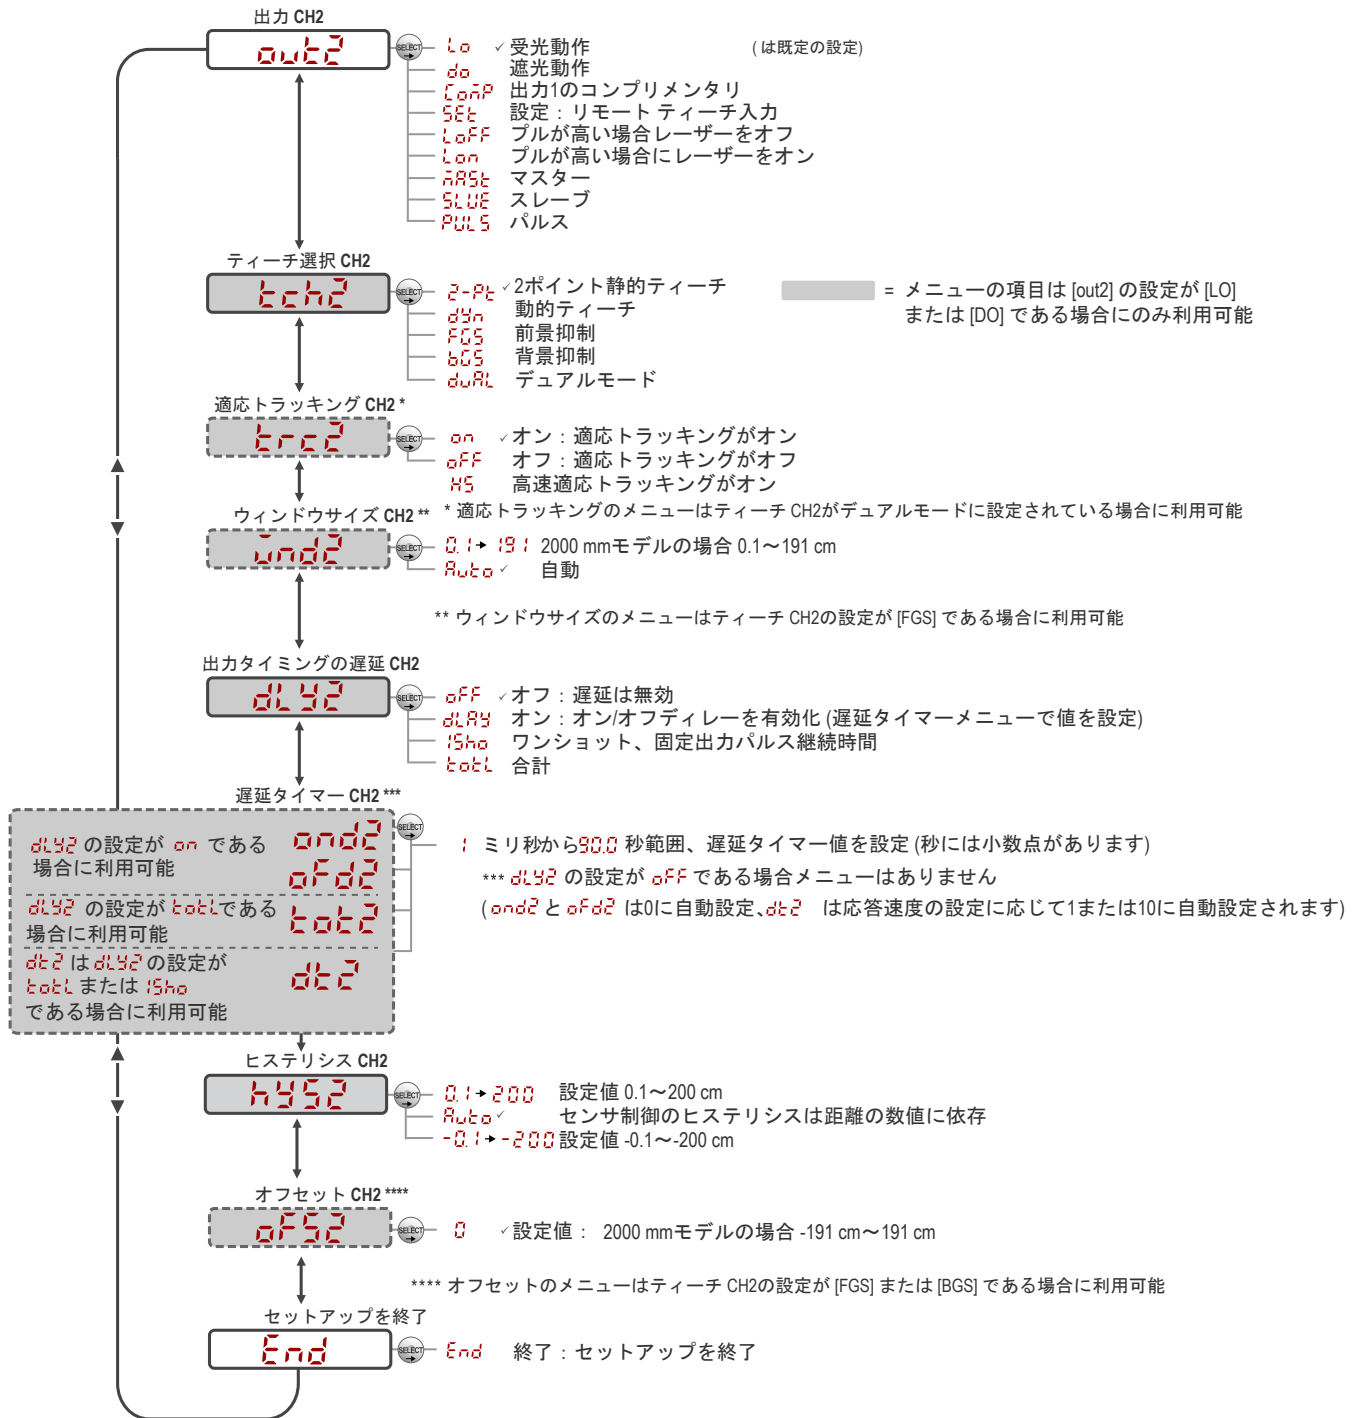 出力 CH2
out2
SELECT
Lo ✓受光動作
(は既定の設定)
do 遮光動作
ComP 出力1のコンプリメンタリ
SEt 設定：リモート ティーチ入力
LoFF プルが高い場合レーザーをオフ
Lon プルが高い場合にレーザーをオン
mASt マスター
SLVE スレーブ
PULS パルス
ティーチ選択 CH2
tch2
SELECT
2-Pt ✓2ポイント静的ティーチ
dYn 動的ティーチ
FGS 前景抑制
bGS 背景抑制
duAL デュアルモード
= メニューの項目は [out2] の設定が [LO]
または [DO] である場合にのみ利用可能
適応トラッキング CH2 *
trc2
SELECT
on ✓オン：適応トラッキングがオン
oFF オフ：適応トラッキングがオフ
HS 高速適応トラッキングがオン
* 適応トラッキングのメニューはティーチ CH2がデュアルモードに設定されている場合に利用可能
ウィンドウサイズ CH2 **
wnd2
SELECT
0.1→191 2000 mmモデルの場合 0.1～191 cm
Auto ✓ 自動
** ウィンドウサイズのメニューはティーチ CH2の設定が [FGS] である場合に利用可能
出力タイミングの遅延 CH2
dLY2
SELECT
oFF ✓オフ：遅延は無効
dLAY オン：オン/オフディレーを有効化 (遅延タイマーメニューで値を設定)
1Sho ワンショット、固定出力パルス継続時間
totL 合計
遅延タイマー CH2 ***
dLY2 の設定が on である
場合に利用可能
ond2
oFd2
SELECT
1 ミリ秒から90.0 秒範囲、遅延タイマー値を設定 (秒には小数点があります)
*** dLY2 の設定が oFF である場合メニューはありません
(ond2 と oFd2 は0に自動設定、dt2 は応答速度の設定に応じて1または10に自動設定されます)
dLY2 の設定が totLである
場合に利用可能
tot2
dt2 は dLY2 の設定が
totL または 1Sho
である場合に利用可能
dt2
ヒステリシス CH2
hYS2
SELECT
0.1→200 設定値 0.1～200 cm
Auto ✓ センサ制御のヒステリシスは距離の数値に依存
-0.1→-200 設定値 -0.1～-200 cm
オフセット CH2 ****
oFS2
SELECT
0 ✓設定値： 2000 mmモデルの場合 -191 cm～191 cm
**** オフセットのメニューはティーチ CH2の設定が [FGS] または [BGS] である場合に利用可能
セットアップを終了
End
SELECT
End 終了：セットアップを終了